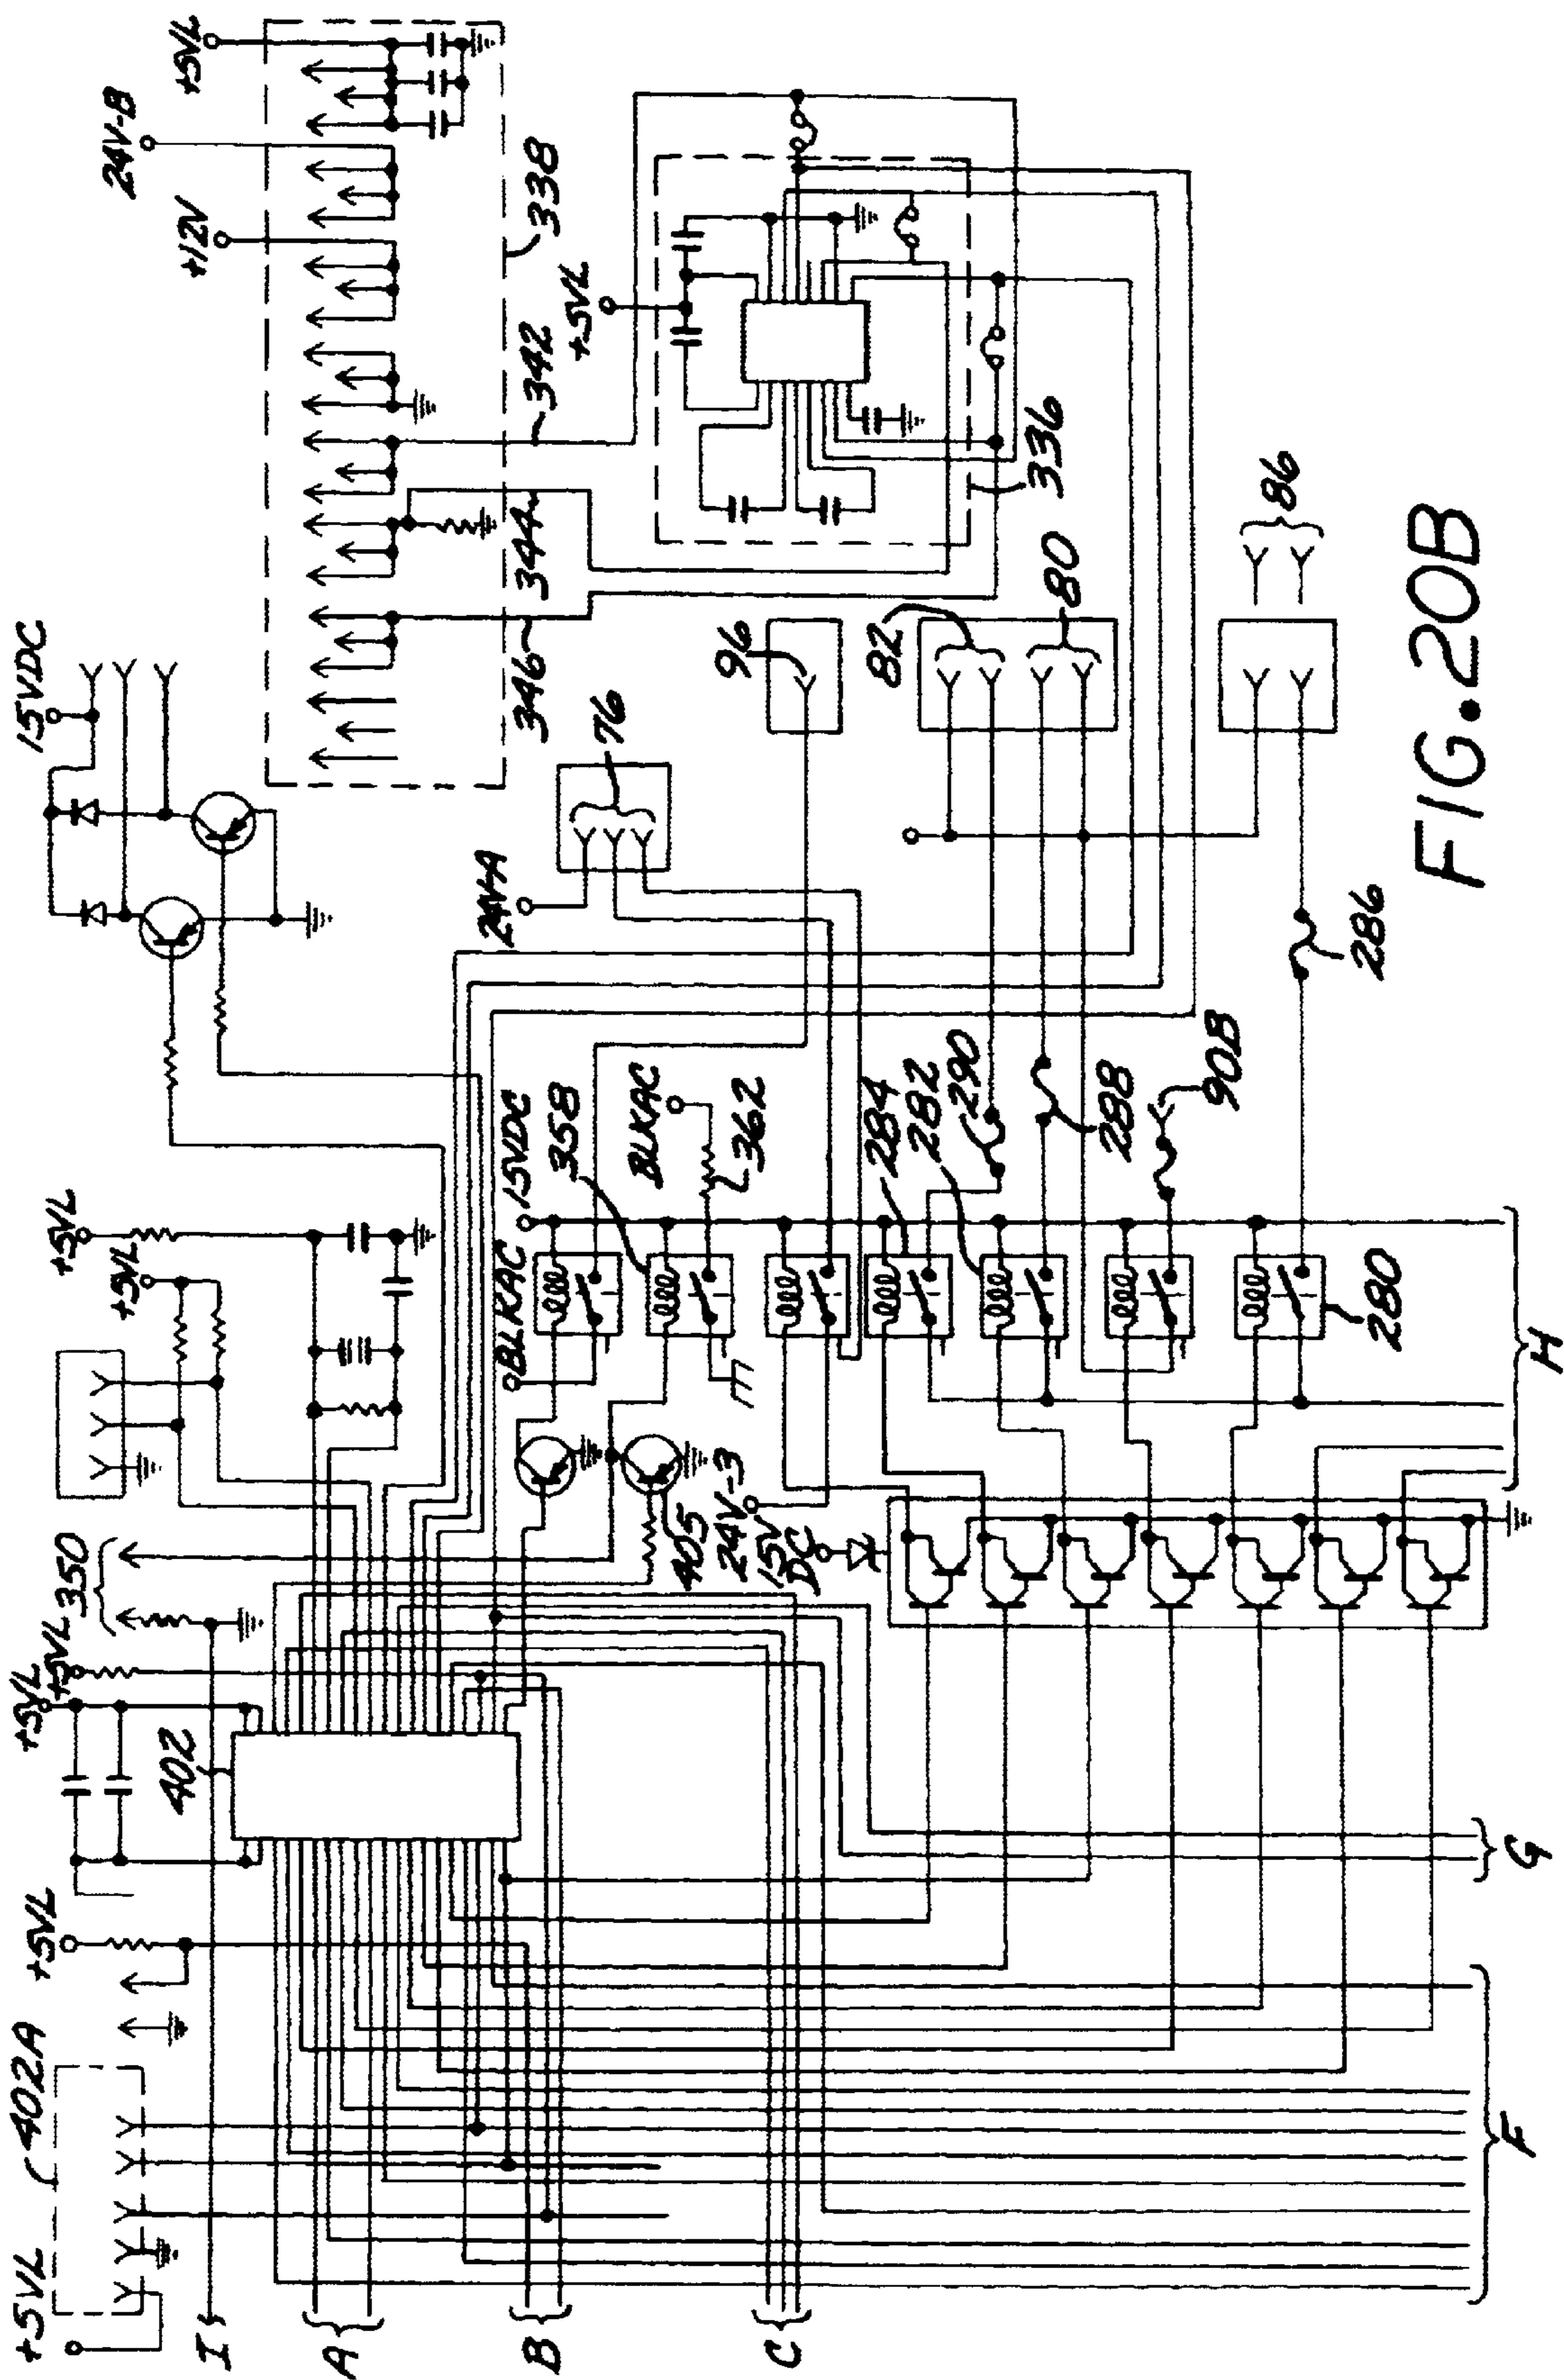 +5VL
402A
+5VL
+5VL
+5VL
350
+5VL
+5VL
15VDC
+12V
24V-B
+5VL
402
I
A
B
C
338
342
344
346
+5VL
336
76
24V-A
96
82
80
86
BLKAC
15VDC
358
BLKAC
362
405
24V-3
15V
DC
284
282
290
288
90B
286
280
F
G
H
FIG. 20B